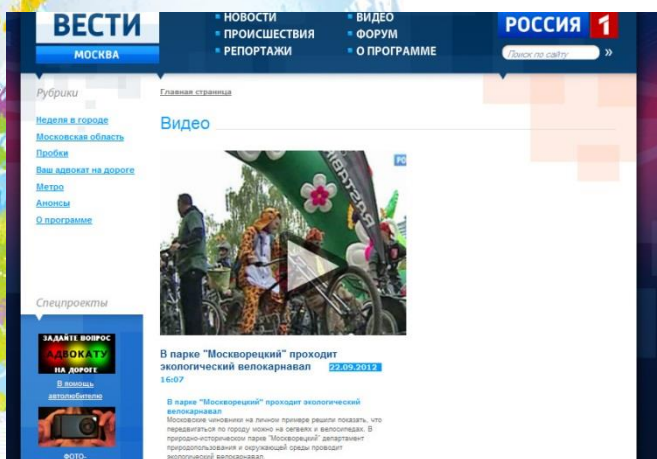 ВЕСТИ
МОСКВА
НОВОСТИ
ПРОИСШЕСТВИЯ
РЕПОРТАЖИ
ВИДЕО
ФОРУМ
О ПРОГРАММЕ
РОССИЯ 1
Поиск по сайту »
Рубрики
Неделя в городе
Московская область
Пробки
Ваш адвокат на дороге
Метро
Анонсы
О программе
Спецпроекты
ЗАДАЙТЕ ВОПРОС
АДВОКАТУ
НА ДОРОГЕ
В помощь
автолюбителю
ФОТО-
Главная страница
Видео
РО
В парке "Москворецкий" проходит
экологический велокарнавал 22.09.2012
16:07
В парке "Москворецкий" проходит экологический
велокарнавал
Московские чиновники на личном примере решили показать, что
передвигаться по городу можно на сегвеях и велосипедах. В
природно-историческом парке "Москворецкий" департамент
природопользования и окружающей среды проводит
экологический велокарнавал.